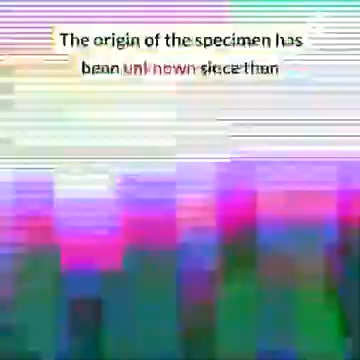 The origin of the specimen has
been unknown since then